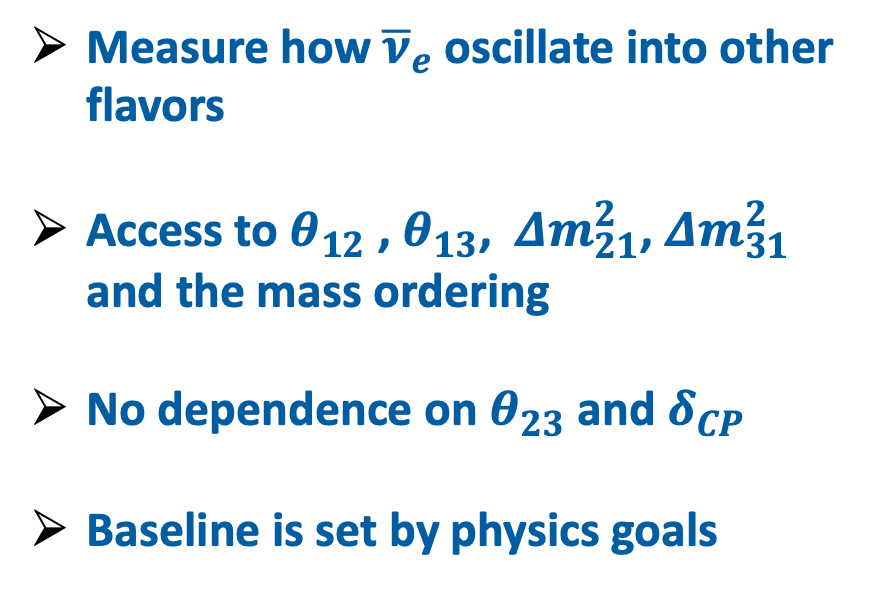 ➢ Measure how ν̅ₑ oscillate into other
flavors
➢ Access to θ₁₂ , θ₁₃, Δm²₂₁, Δm²₃₁
and the mass ordering
➢ No dependence on θ₂₃ and δ_CP
➢ Baseline is set by physics goals